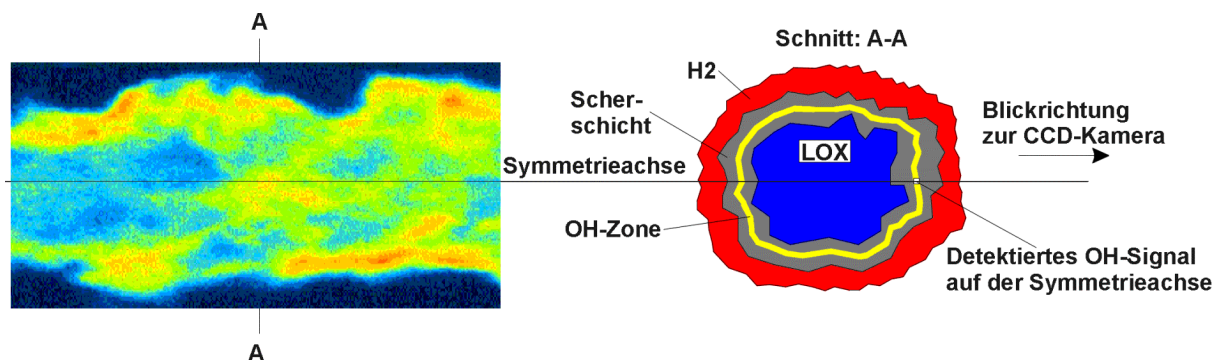 A
A
Schnitt: A-A
H2
Scher-
schicht
LOX
Blickrichtung
zur CCD-Kamera
Symmetrieachse
OH-Zone
Detektiertes OH-Signal
auf der Symmetrieachse